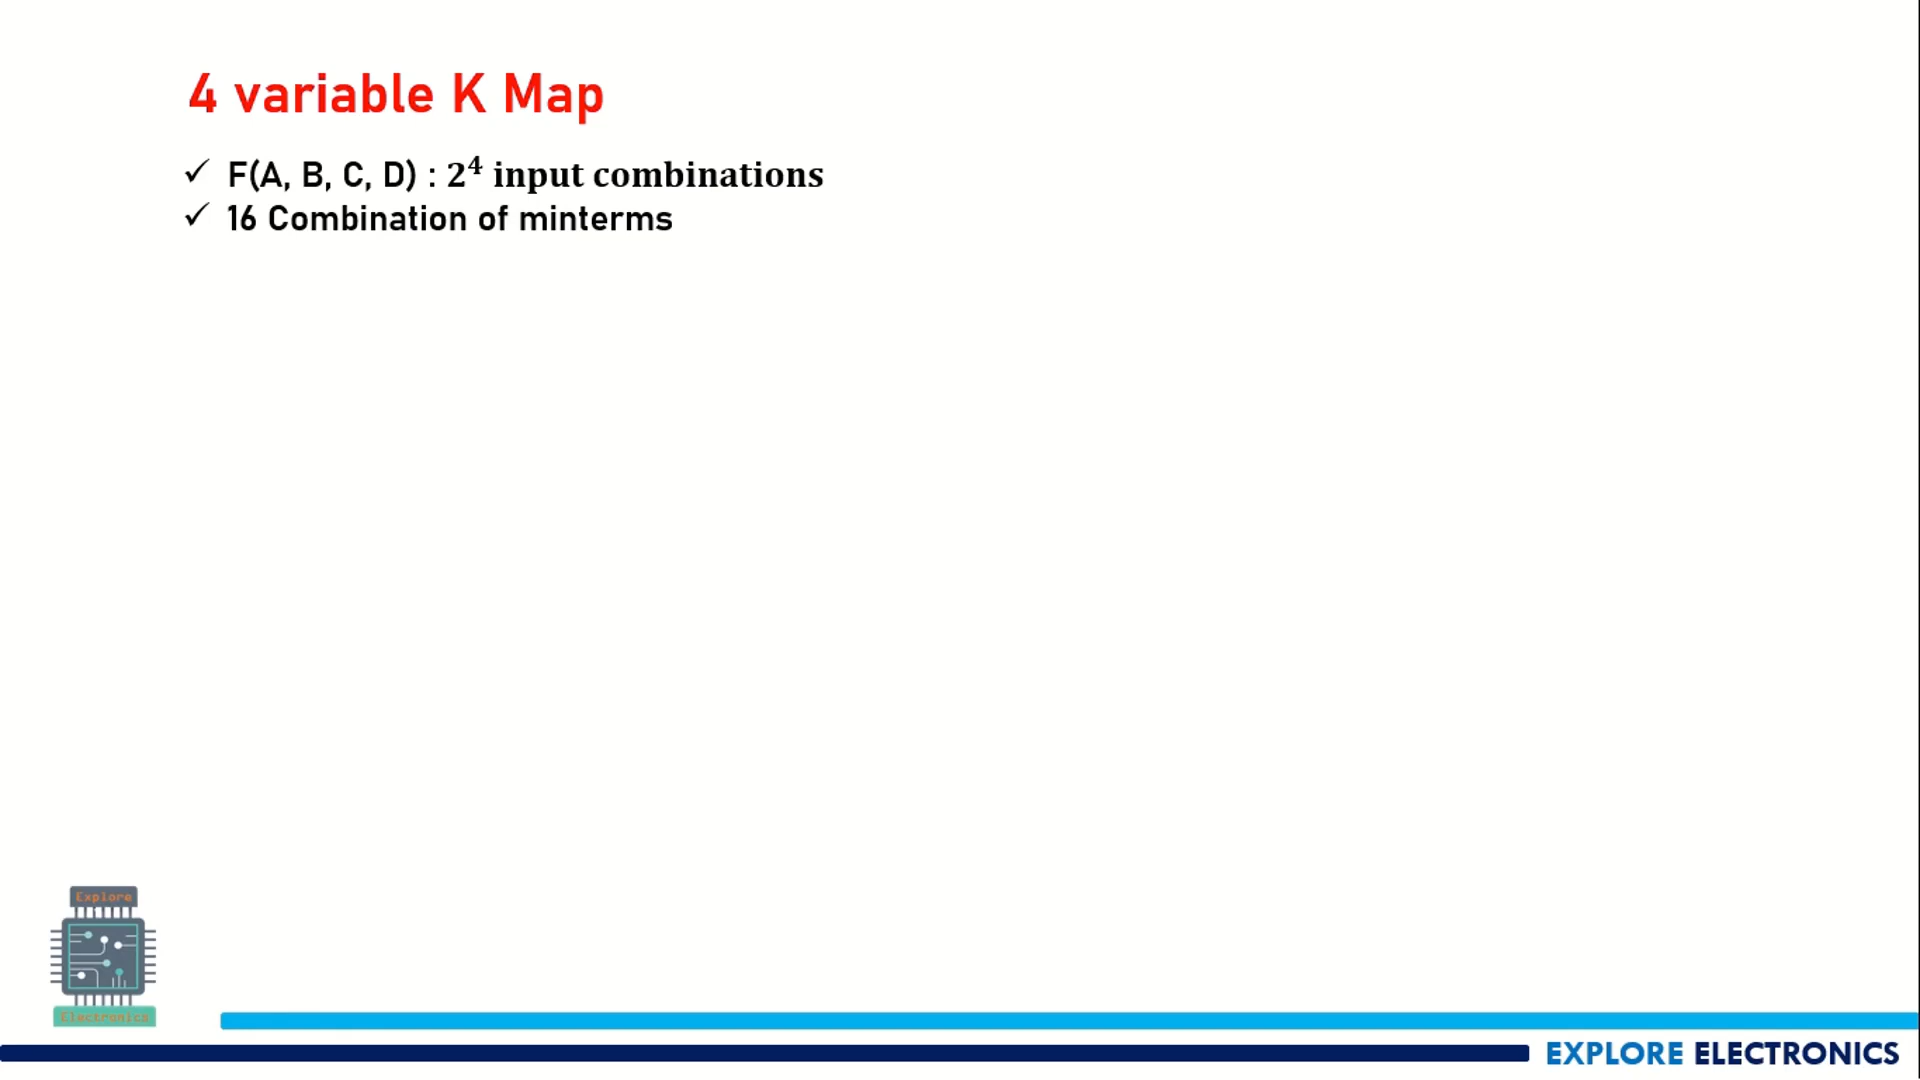 4 variable K Map
✓ F(A, B, C, D) : 2⁴ input combinations
✓ 16 Combination of minterms
Explore
Electronics
EXPLORE ELECTRONICS